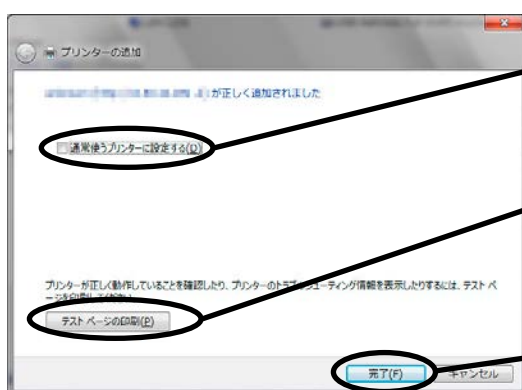 プリンターの追加
が正しく追加されました
通常使うプリンターに設定する(D)
プリンターが正しく動作していることを確認したり、プリンターのトラブルシューティング情報を表示したりするには、テスト ペ
ージを印刷してください。
テスト ページの印刷(P)
完了(F)
キャンセル